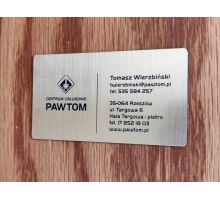 CENTRUM USŁUGOWE
PAWTOM
Tomasz Wierzbiński
twierzbinski@pawtom.pl
tel. 535 584 257
35-064 Rzeszów
ul. Targowa 6
Hala Targowa - piętro
tel. 17 852 18 03
www.pawtom.pl